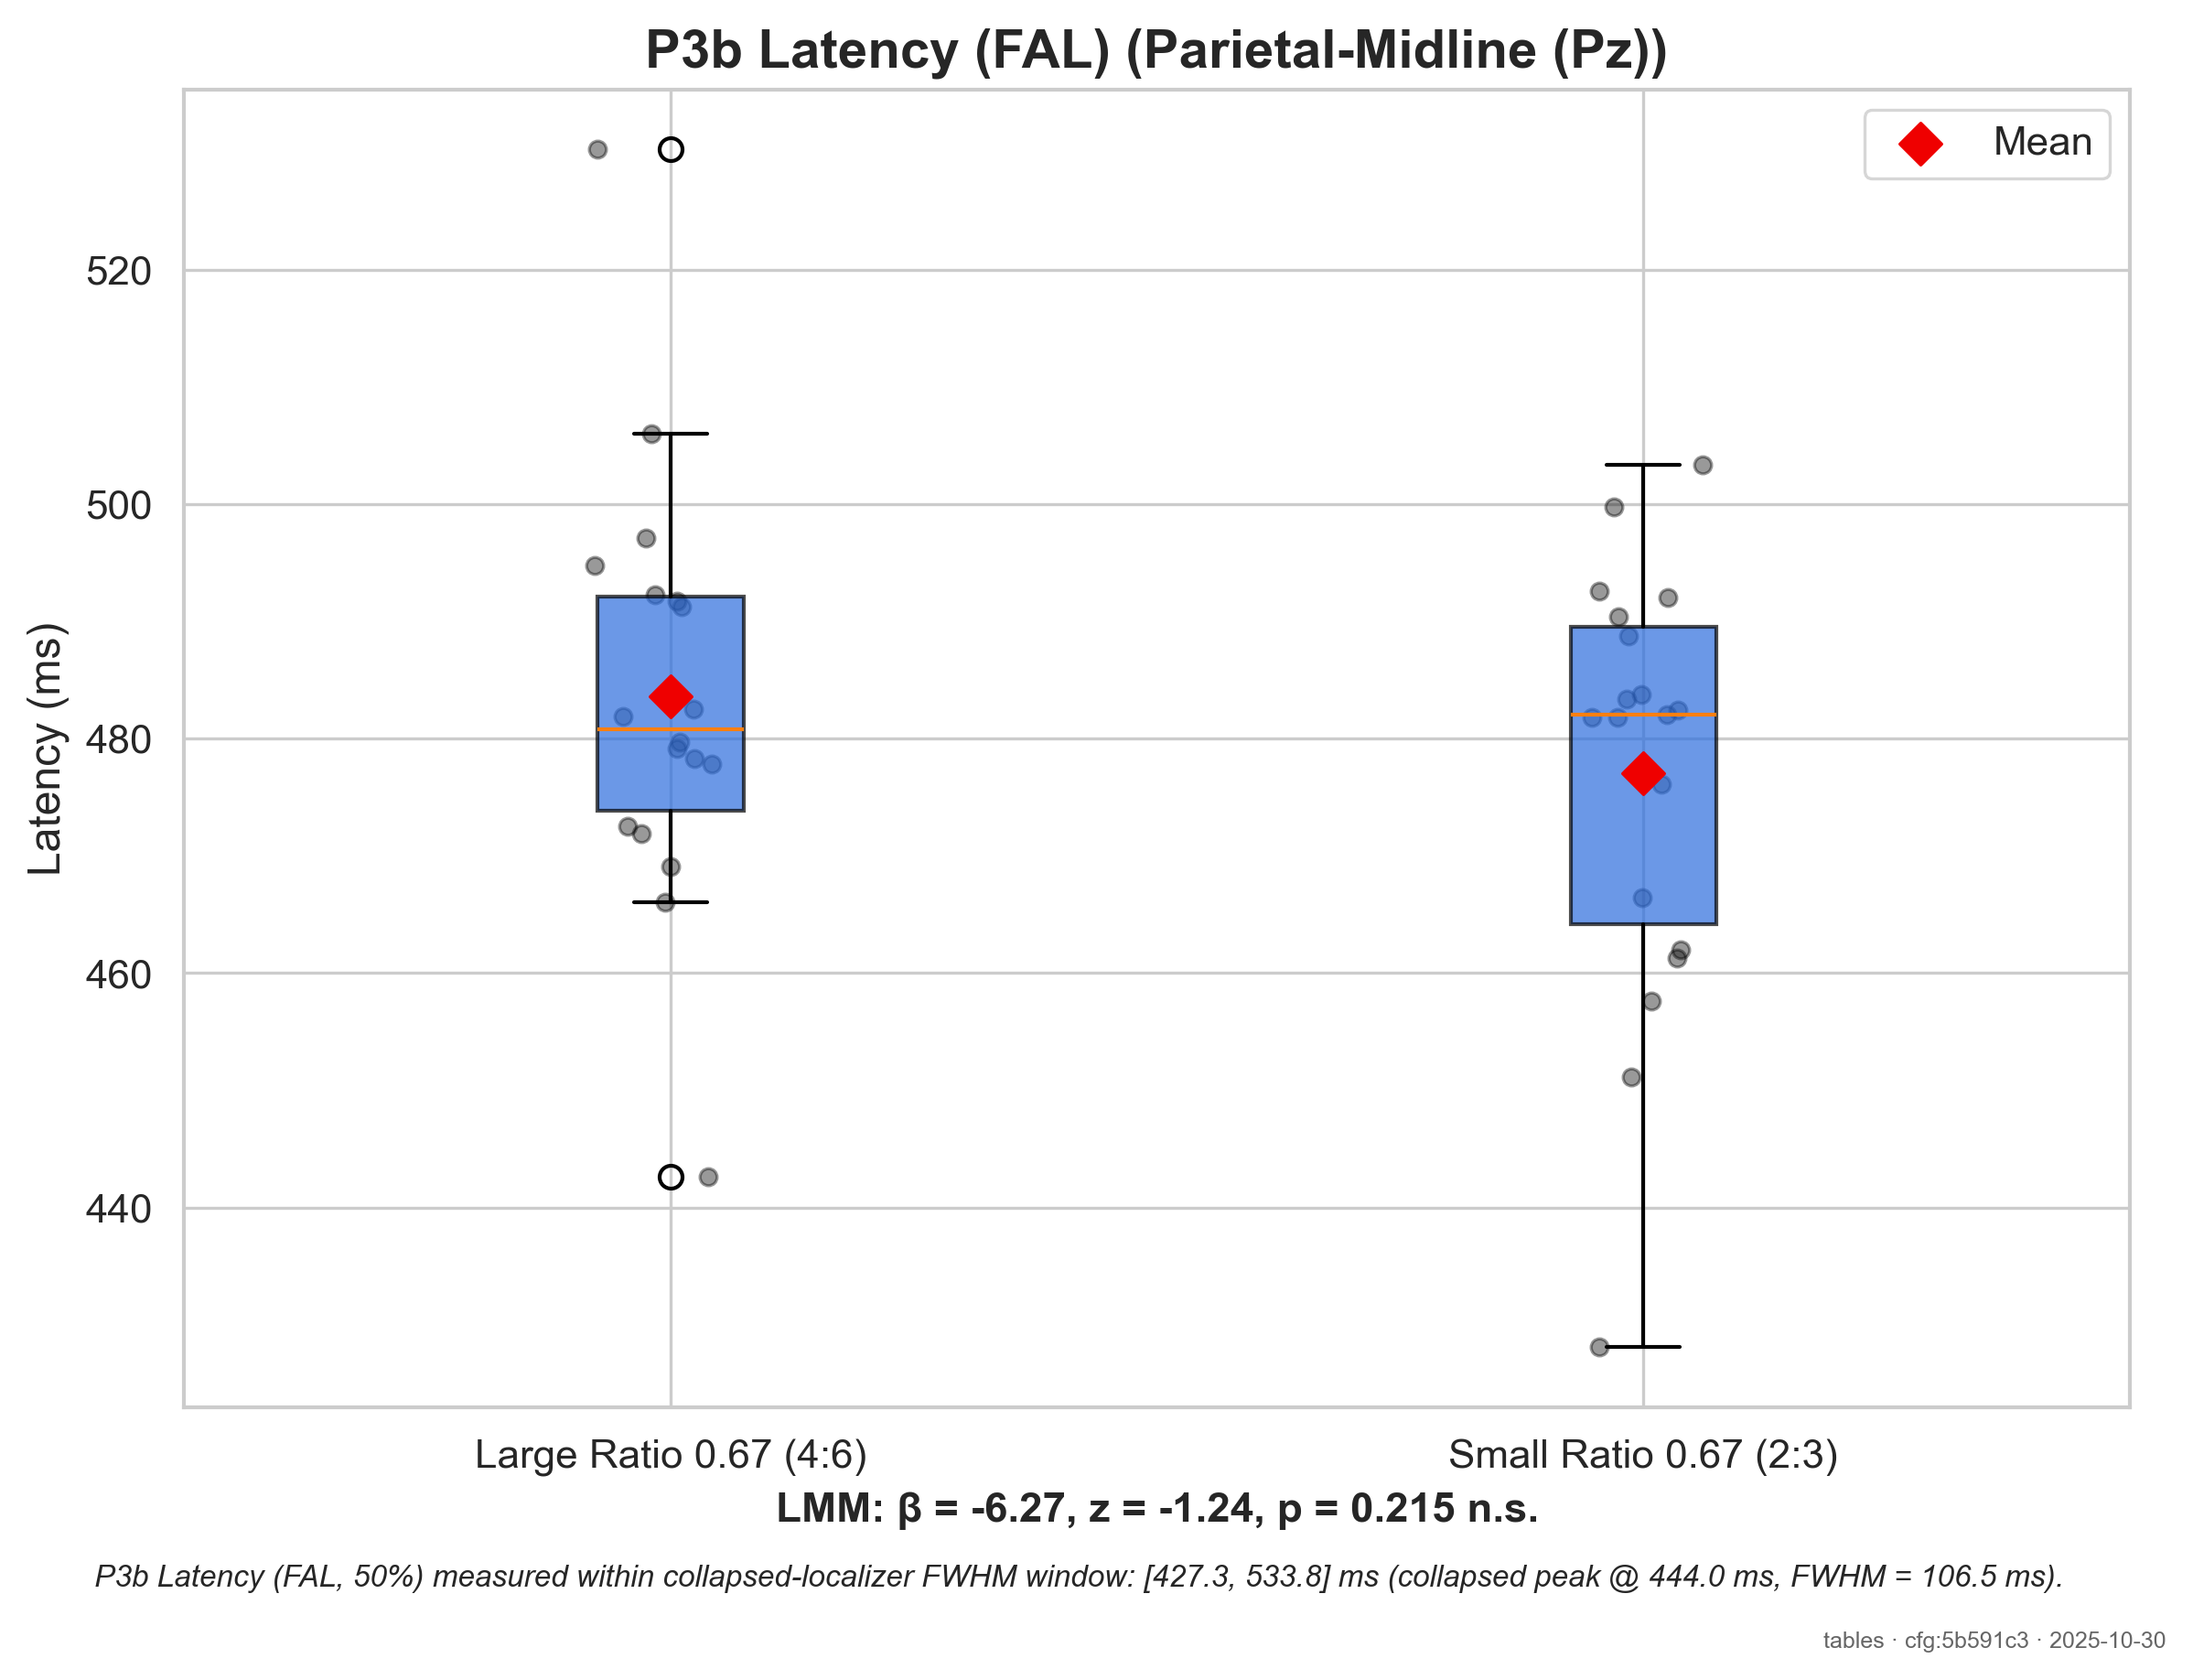 P3b Latency (FAL) (Parietal-Midline (Pz))
Mean
Latency (ms)
520
500
480
460
440
Large Ratio 0.67 (4:6)
Small Ratio 0.67 (2:3)
LMM: β = -6.27, z = -1.24, p = 0.215 n.s.
P3b Latency (FAL, 50%) measured within collapsed-localizer FWHM window: [427.3, 533.8] ms (collapsed peak @ 444.0 ms, FWHM = 106.5 ms).
tables · cfg:5b591c3 · 2025-10-30